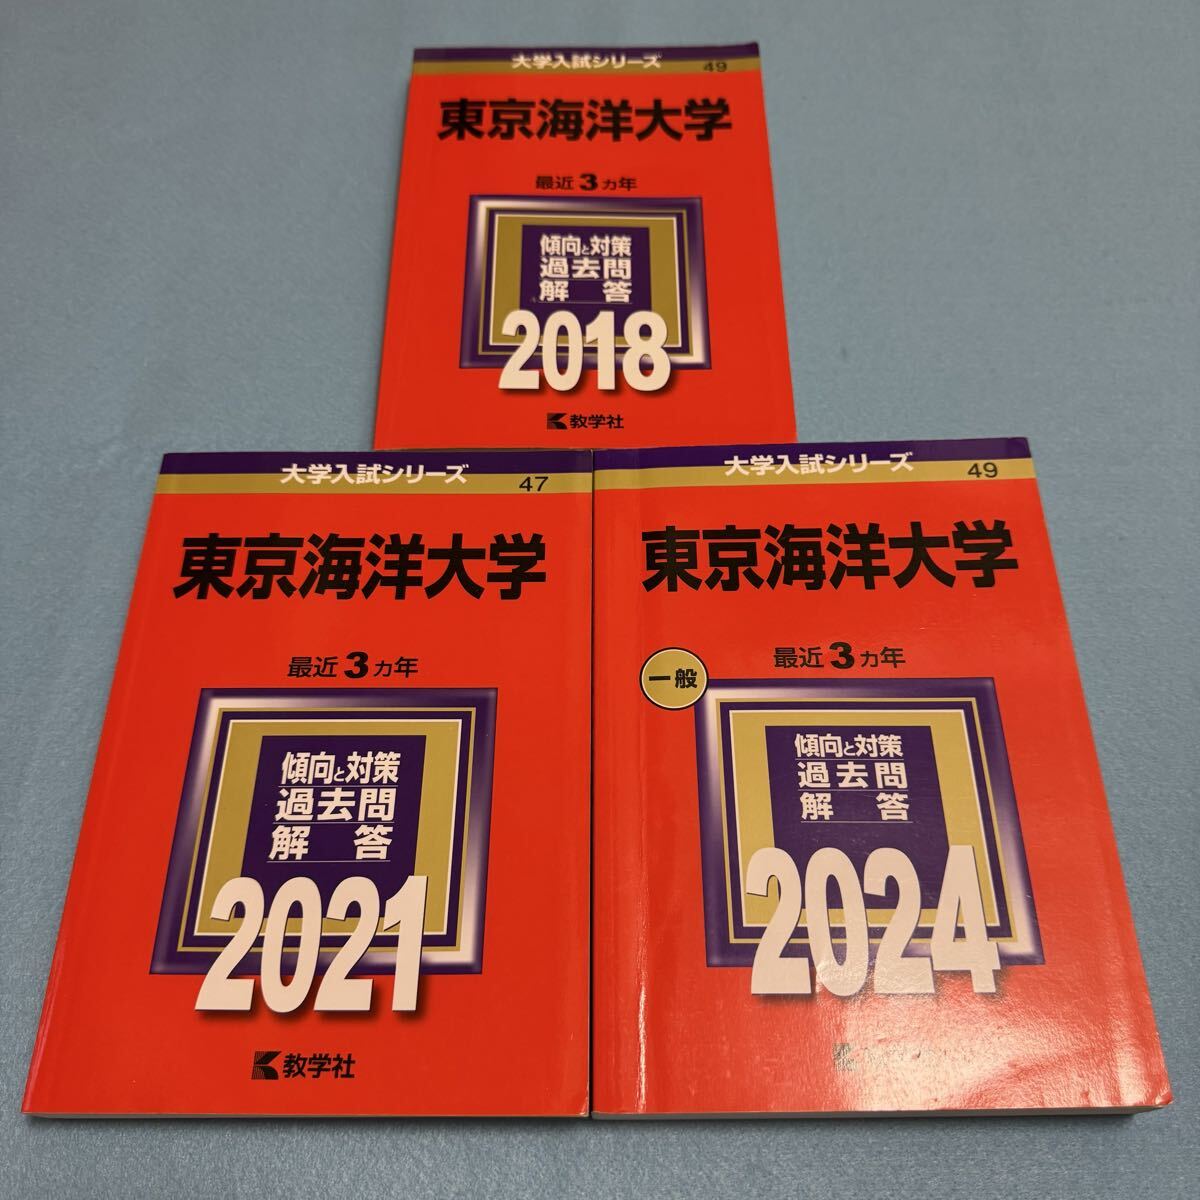 大学入試シリーズ
49
東京海洋大学
最近3ヵ年
傾向と対策
過去問
解答
2018
教学社
大学入試シリーズ
47
東京海洋大学
最近3ヵ年
傾向と対策
過去問
解答
2021
教学社
大学入試シリーズ
49
東京海洋大学
最近3ヵ年
一般
傾向と対策
過去問
解答
2024